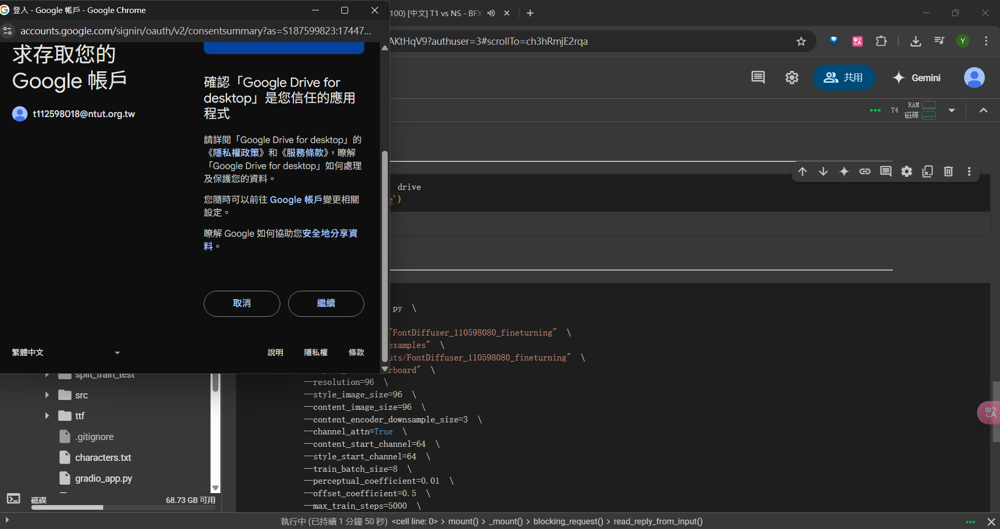 登入 - Google 帳戶 - Google Chrome
accounts.google.com/signin/oauth/v2/consentsummary?as=S187599823:17447...
求存取您的
Google 帳戶
t112598018@ntut.org.tw
確認「Google Drive for
desktop」是您信任的應用
程式
請詳閱「Google Drive for desktop」的
《隱私權政策》和《服務條款》，瞭解
「Google Drive for desktop」如何處理
及保護您的資料。
您隨時可以前往 Google 帳戶變更相關
設定。
瞭解 Google 如何協助您安全地分享資
料。
取消
繼續
繁體中文
說明
隱私權
條款
100) [中文] T1 vs NS - BFX
AKtHqV9?authuser=3#scrollTo=ch3hRmjE2rqa
Y
共用
Gemini
T4
RAM
磁碟
drive
e')
.py \
"FontDiffuser_110598080_fineturning" \
examples" \
uts/FontDiffuser_110598080_fineturning" \
rboard" \
--resolution=96 \
--style_image_size=96 \
--content_image_size=96 \
--content_encoder_downsample_size=3 \
--channel_attn=True \
--content_start_channel=64 \
--style_start_channel=64 \
--train_batch_size=8 \
--perceptual_coefficient=0.01 \
--offset_coefficient=0.5 \
--max_train_steps=5000 \
split_train_test
src
ttf
.gitignore
characters.txt
gradio_app.py
磁碟
68.73 GB 可用
執行中 (已持續 1 分鐘 50 秒) <cell line: 0> > mount() > _mount() > blocking_request() > read_reply_from_input()